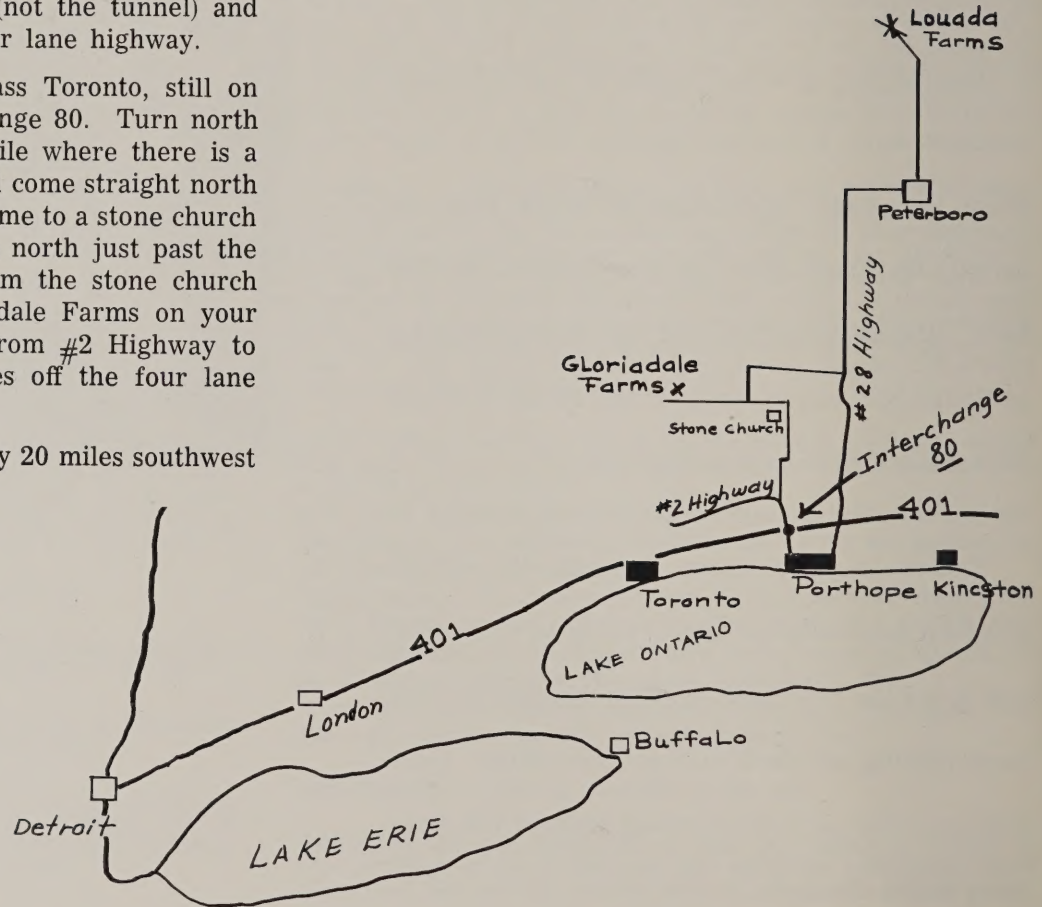 (not the tunnel) and
r lane highway.
ass Toronto, still on
nge 80. Turn north
ile where there is a
come straight north
me to a stone church
north just past the
m the stone church
dale Farms on your
rom #2 Highway to
es off the four lane
y 20 miles southwest
Louada
Farms
Peterboro
#28 Highway
GLoriadale
Farms x
Stone Church
Interchange
80
#2 Highway
401
Toronto
Porthope
Kingston
LAKE ONTARIO
401
London
BuffaLo
Detroit
LAKE ERIE